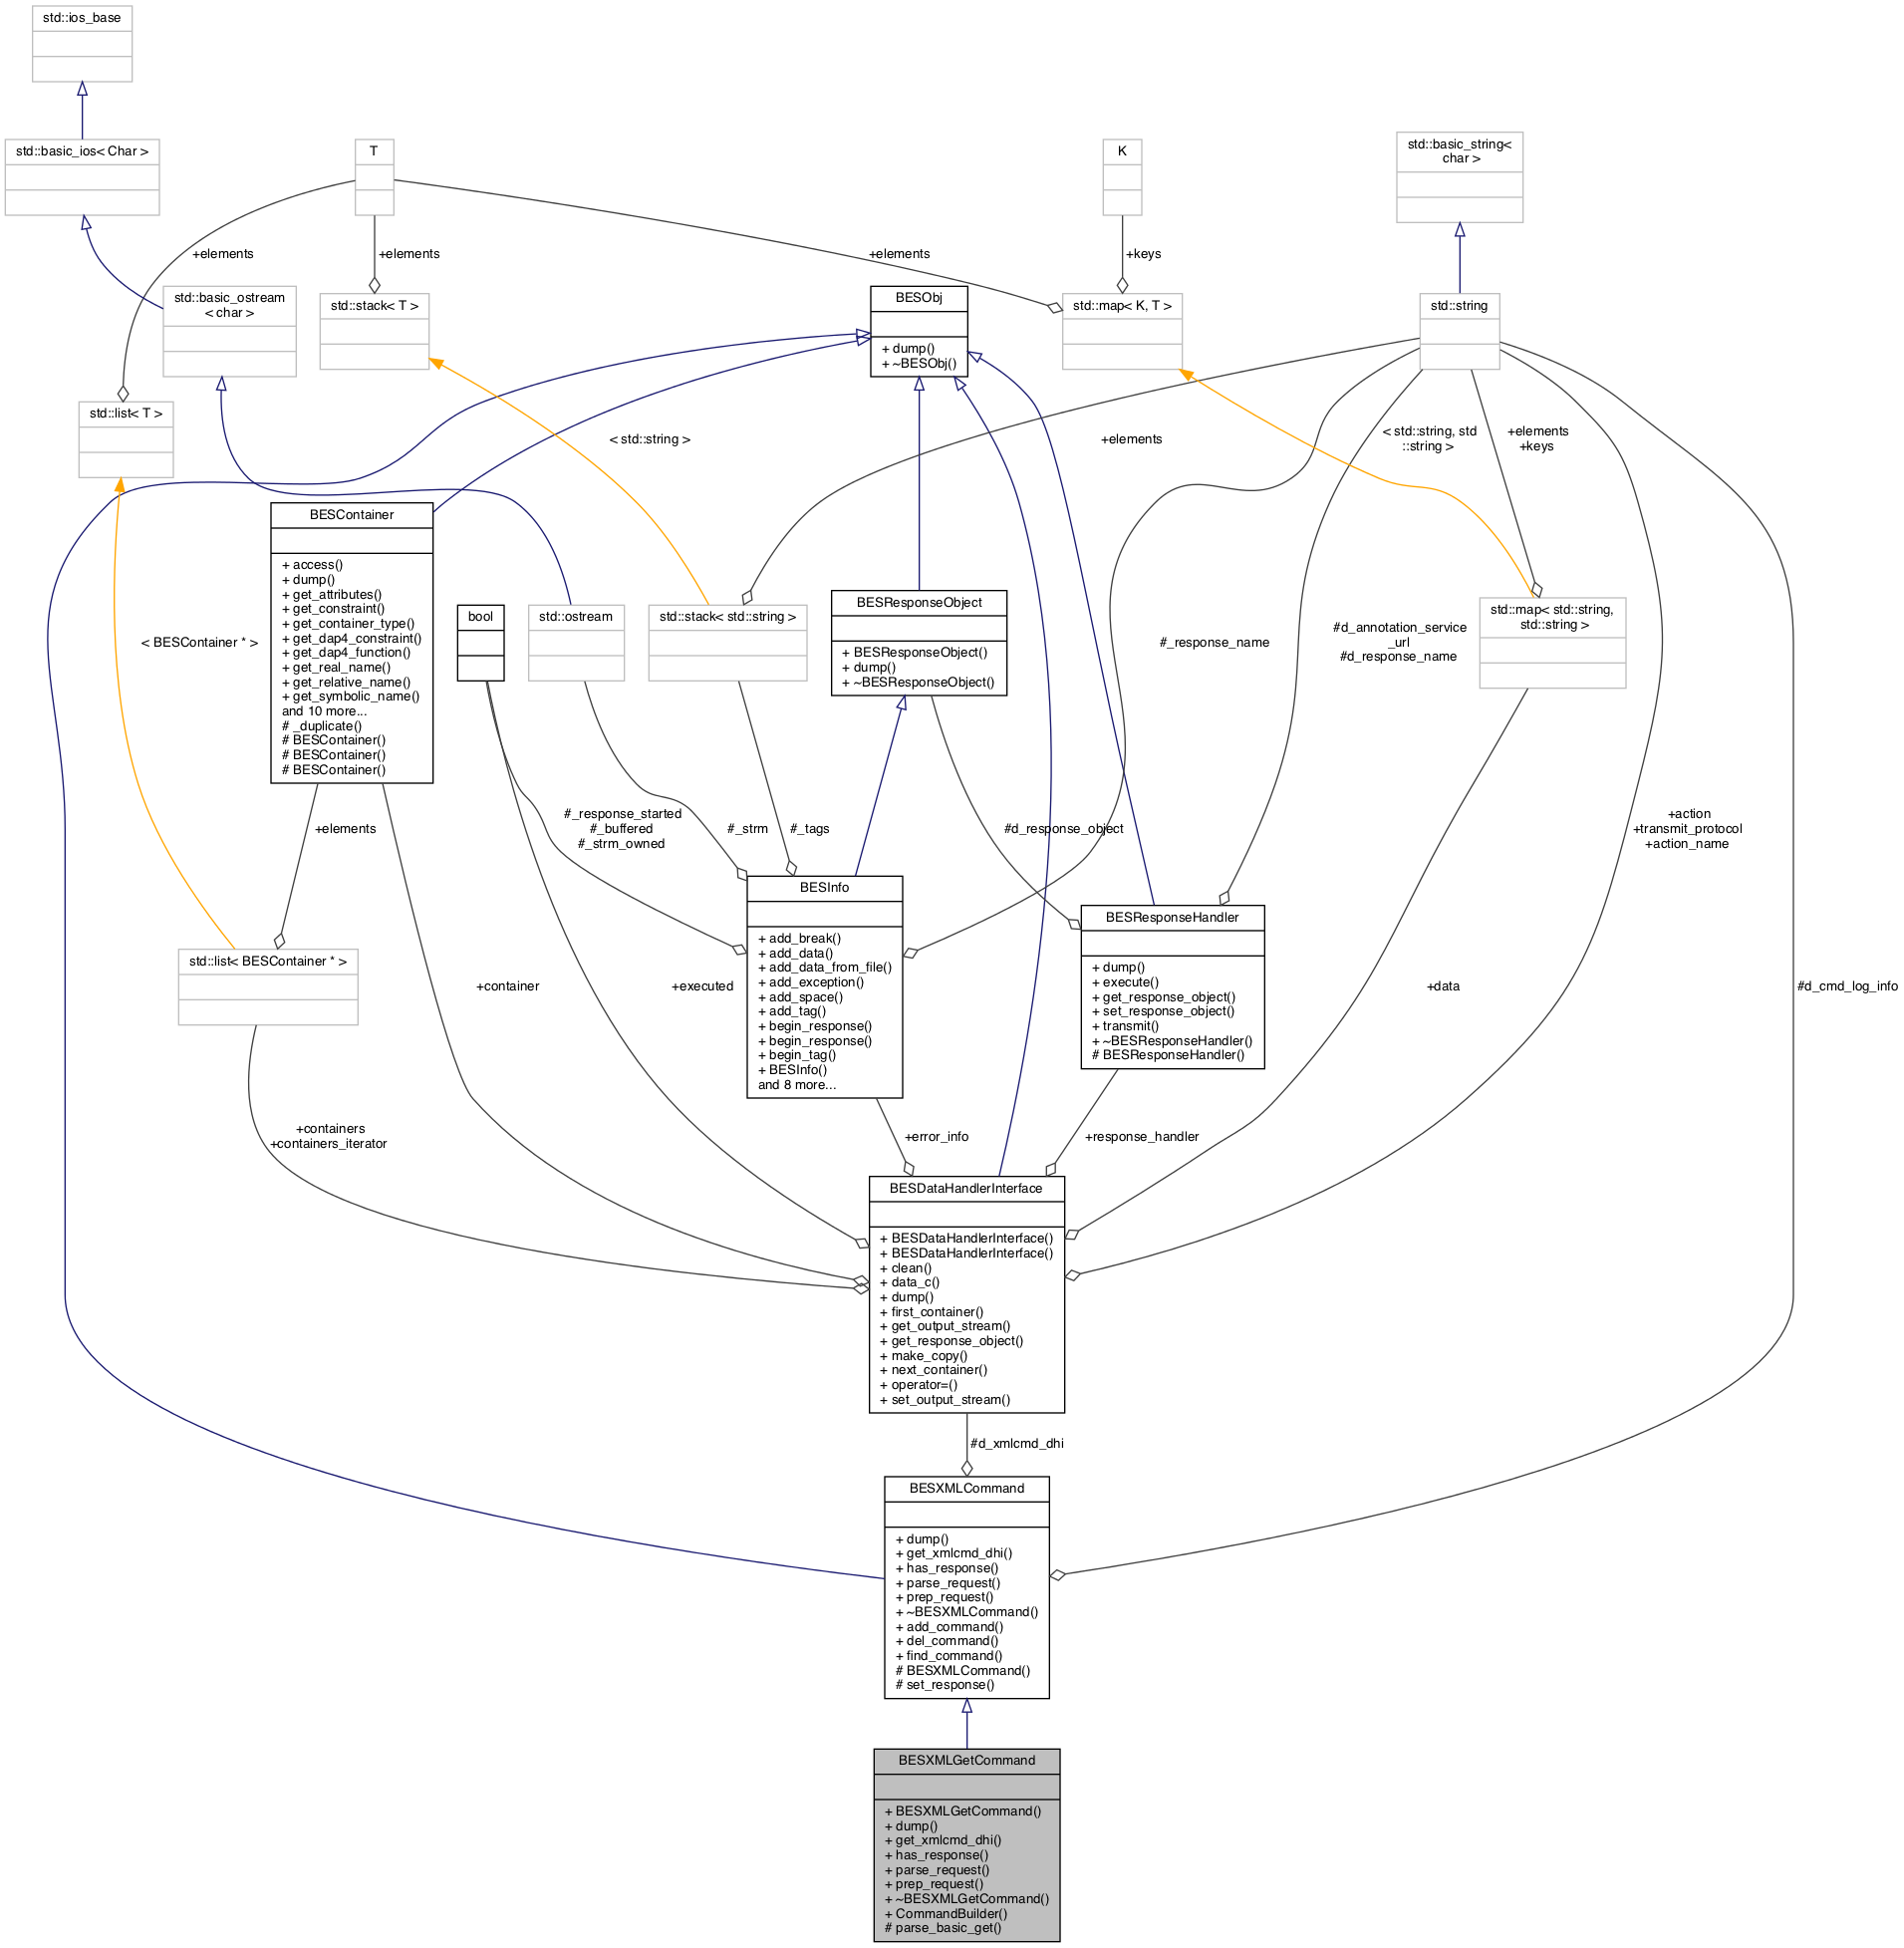 std::ios_base
std::basic_ios< Char >
T
K
std::basic_string<
char >
+elements
+elements
+elements
+keys
std::basic_ostream
< char >
std::stack< T >
BESObj
+ dump()
+ ~BESObj()
std::map< K, T >
std::string
std::list< T >
< std::string >
+elements
< std::string, std
::string >
+elements
+keys
BESContainer
+ access()
+ dump()
+ get_attributes()
+ get_constraint()
+ get_container_type()
+ get_dap4_constraint()
+ get_dap4_function()
+ get_real_name()
+ get_relative_name()
+ get_symbolic_name()
and 10 more...
# _duplicate()
# BESContainer()
# BESContainer()
# BESContainer()
< BESContainer * >
bool
std::ostream
std::stack< std::string >
BESResponseObject
+ BESResponseObject()
+ dump()
+ ~BESResponseObject()
#_response_name
#d_annotation_service
_url
#d_response_name
std::map< std::string,
std::string >
+elements
#_response_started
#_buffered
#_strm_owned
#_strm
#_tags
#d_response_object
+action
+transmit_protocol
+action_name
std::list< BESContainer * >
+container
+executed
BESInfo
+ add_break()
+ add_data()
+ add_data_from_file()
+ add_exception()
+ add_space()
+ add_tag()
+ begin_response()
+ begin_response()
+ begin_tag()
+ BESInfo()
and 8 more...
BESResponseHandler
+ dump()
+ execute()
+ get_response_object()
+ set_response_object()
+ transmit()
+ ~BESResponseHandler()
# BESResponseHandler()
+data
#d_cmd_log_info
+containers
+containers_iterator
+error_info
+response_handler
BESDataHandlerInterface
+ BESDataHandlerInterface()
+ BESDataHandlerInterface()
+ clean()
+ data_c()
+ dump()
+ first_container()
+ get_output_stream()
+ get_response_object()
+ make_copy()
+ next_container()
+ operator=()
+ set_output_stream()
#d_xmlcmd_dhi
BESXMLCommand
+ dump()
+ get_xmlcmd_dhi()
+ has_response()
+ parse_request()
+ prep_request()
+ ~BESXMLCommand()
+ add_command()
+ del_command()
+ find_command()
# BESXMLCommand()
# set_response()
BESXMLGetCommand
+ BESXMLGetCommand()
+ dump()
+ get_xmlcmd_dhi()
+ has_response()
+ parse_request()
+ prep_request()
+ ~BESXMLGetCommand()
+ CommandBuilder()
# parse_basic_get()